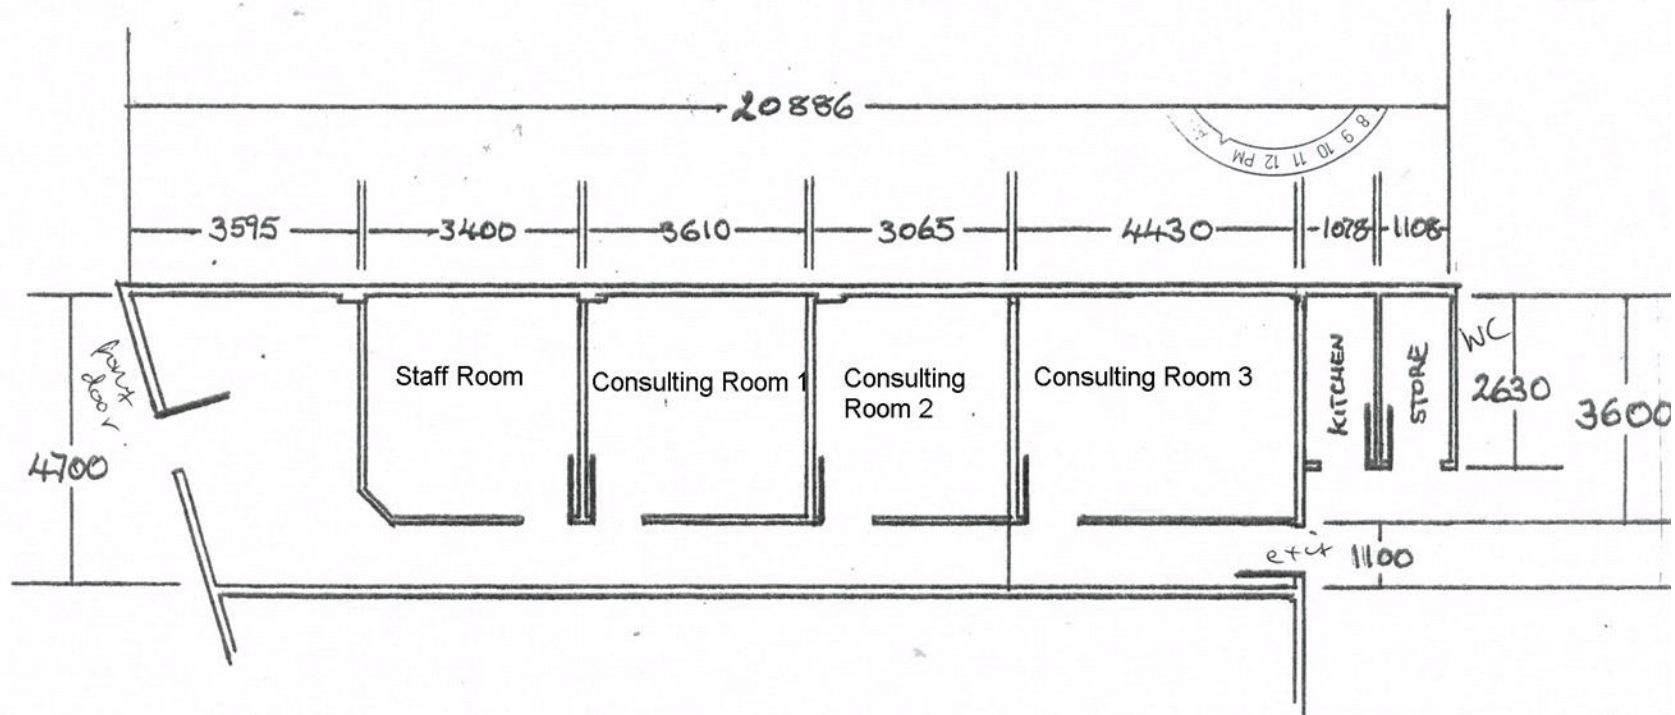 20886
8 9 10 11 12 PM
3595 3400 3610 3065 4430 1078 1108
front
door
Staff Room
Consulting Room 1
Consulting
Room 2
Consulting Room 3
KITCHEN
STORE
WC
2630
3600
4700
exit
1100